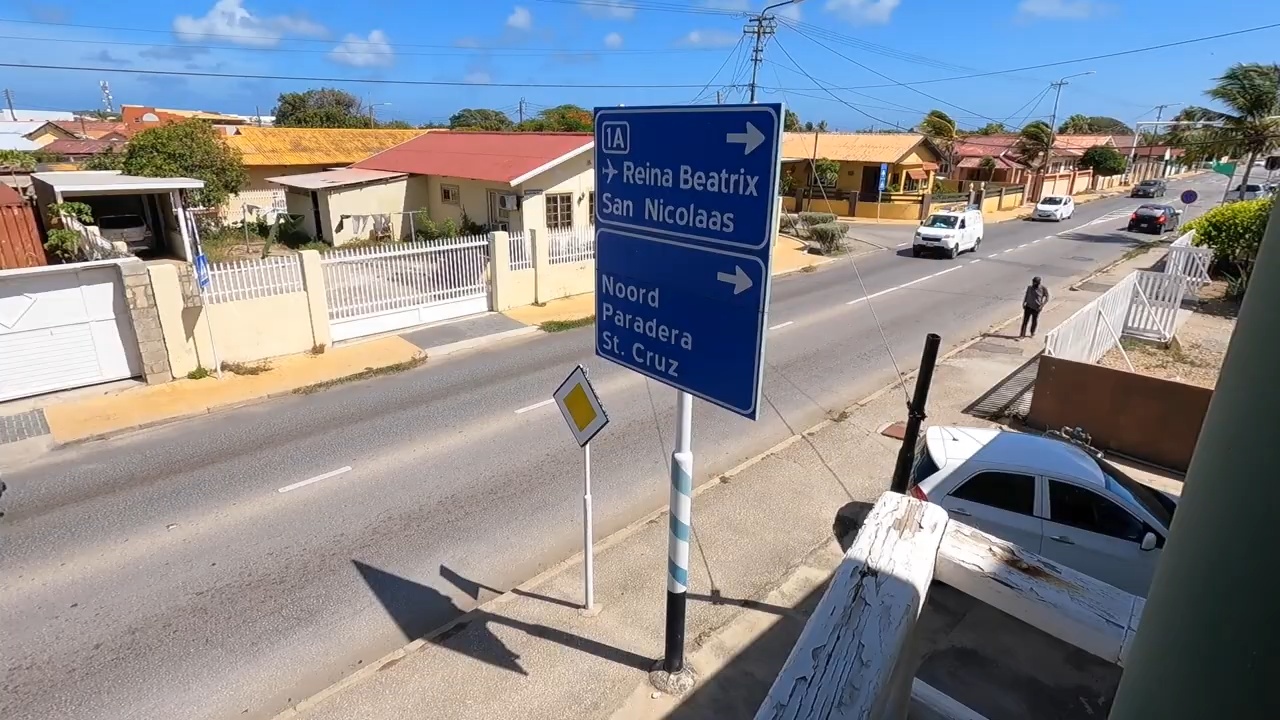 1A
Reina Beatrix
San Nicolaas
Noord
Paradera
St. Cruz